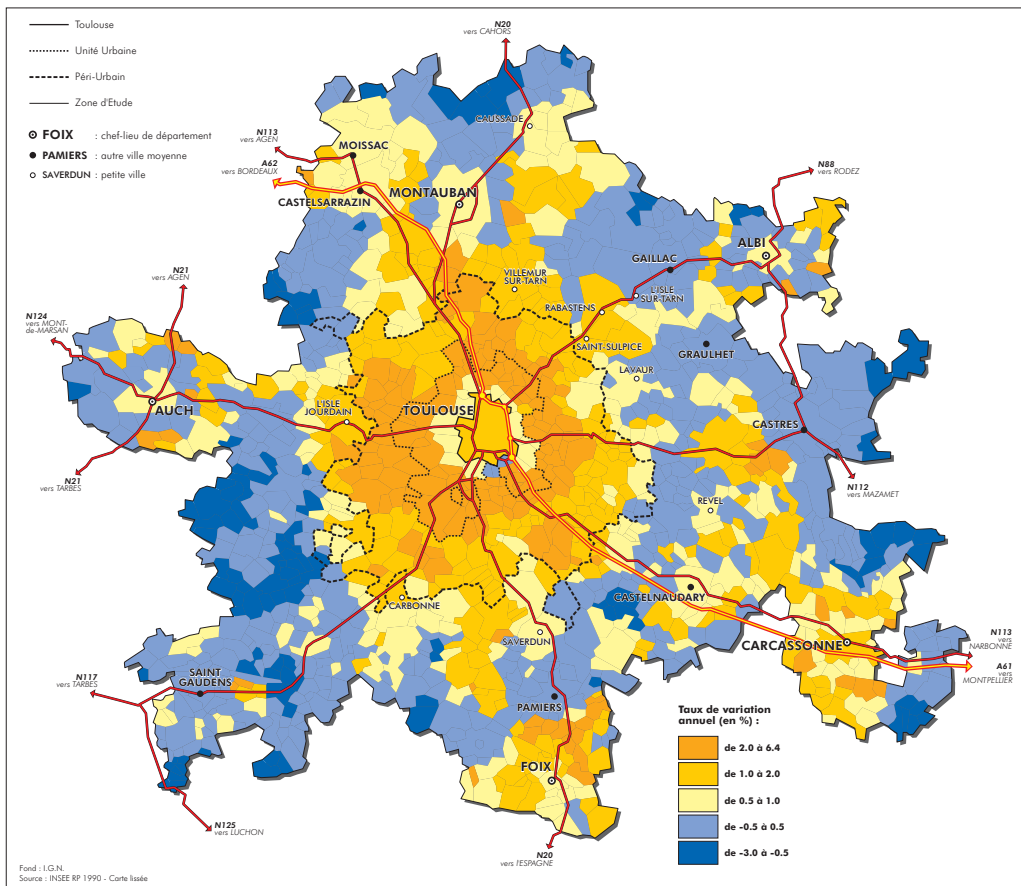 Toulouse
Unité Urbaine
Péri-Urbain
Zone d'Etude
FOIX : chef-lieu de département
PAMIERS : autre ville moyenne
SAVERDUN : petite ville
N20
vers CAHORS
CAUSSADE
N113
vers AGEN
MOISSAC
A62
vers BORDEAUX
CASTELSARRAZIN
MONTAUBAN
N88
vers RODEZ
ALBI
GAILLAC
N21
vers AGEN
VILLEMUR
SUR-TARN
L'ISLE
SUR-TARN
RABASTENS
N124
vers MONT-
de-MARSAN
SAINT-SULPICE
GRAULHET
LAVAUR
AUCH
L'ISLE
JOURDAIN
TOULOUSE
CASTRES
N21
vers TARBES
N112
vers MAZAMET
REVEL
CARBONNE
CASTELNAUDARY
SAVERDUN
CARCASSONNE
N113
vers
NARBONNE
A61
vers
MONTPELLIER
N117
vers TARBES
SAINT
GAUDENS
PAMIERS
FOIX
N125
vers LUCHON
N20
vers l'ESPAGNE
Taux de variation
annuel (en %) :
de 2.0 à 6.4
de 1.0 à 2.0
de 0.5 à 1.0
de -0.5 à 0.5
de -3.0 à -0.5
Fond : I.G.N.
Source : INSEE RP 1990 - Carte lissée